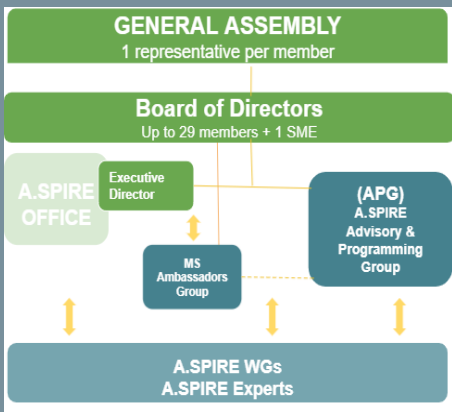 GENERAL ASSEMBLY
1 representative per member
Board of Directors
Up to 29 members + 1 SME
A.SPIRE
OFFICE
Executive
Director
(APG)
A.SPIRE
Advisory &
Programming
Group
MS
Ambassadors
Group
A.SPIRE WGs
A.SPIRE Experts